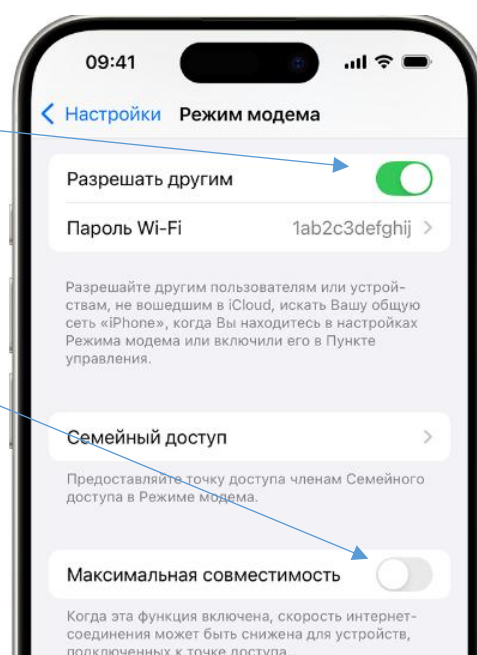 09:41
Настройки Режим модема
Разрешать другим
Пароль Wi-Fi 1ab2c3defghij
Разрешайте другим пользователям или устрой-
ствам, не вошедшим в iCloud, искать Вашу общую
сеть «iPhone», когда Вы находитесь в настройках
Режима модема или включили его в Пункте
управления.
Семейный доступ
Предоставляйте точку доступа членам Семейного
доступа в Режиме модема.
Максимальная совместимость
Когда эта функция включена, скорость интернет-
соединения может быть снижена для устройств,
подключенных к точке доступа.